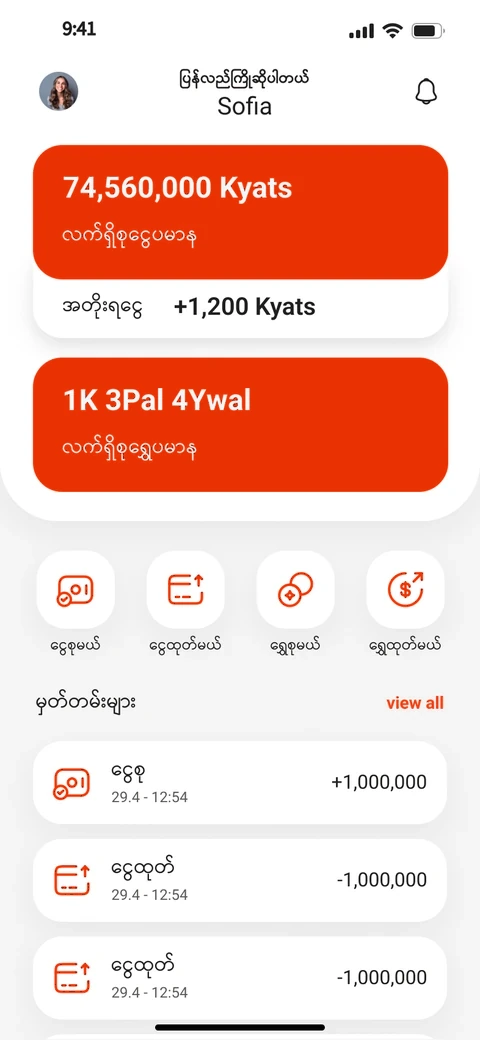 9:41
ပြန်လည်ကြိုဆိုပါတယ်
Sofia
74,560,000 Kyats
လက်ရှိစုငွေပမာန
အတိုးရငွေ +1,200 Kyats
1K 3Pal 4Ywal
လက်ရှိစုရွှေပမာန
ငွေစုမယ် ငွေထုတ်မယ် ရွှေစုမယ် ရွှေထုတ်မယ်
မှတ်တမ်းများ view all
ငွေစု +1,000,000
29.4 - 12:54
ငွေထုတ် -1,000,000
29.4 - 12:54
ငွေထုတ် -1,000,000
29.4 - 12:54